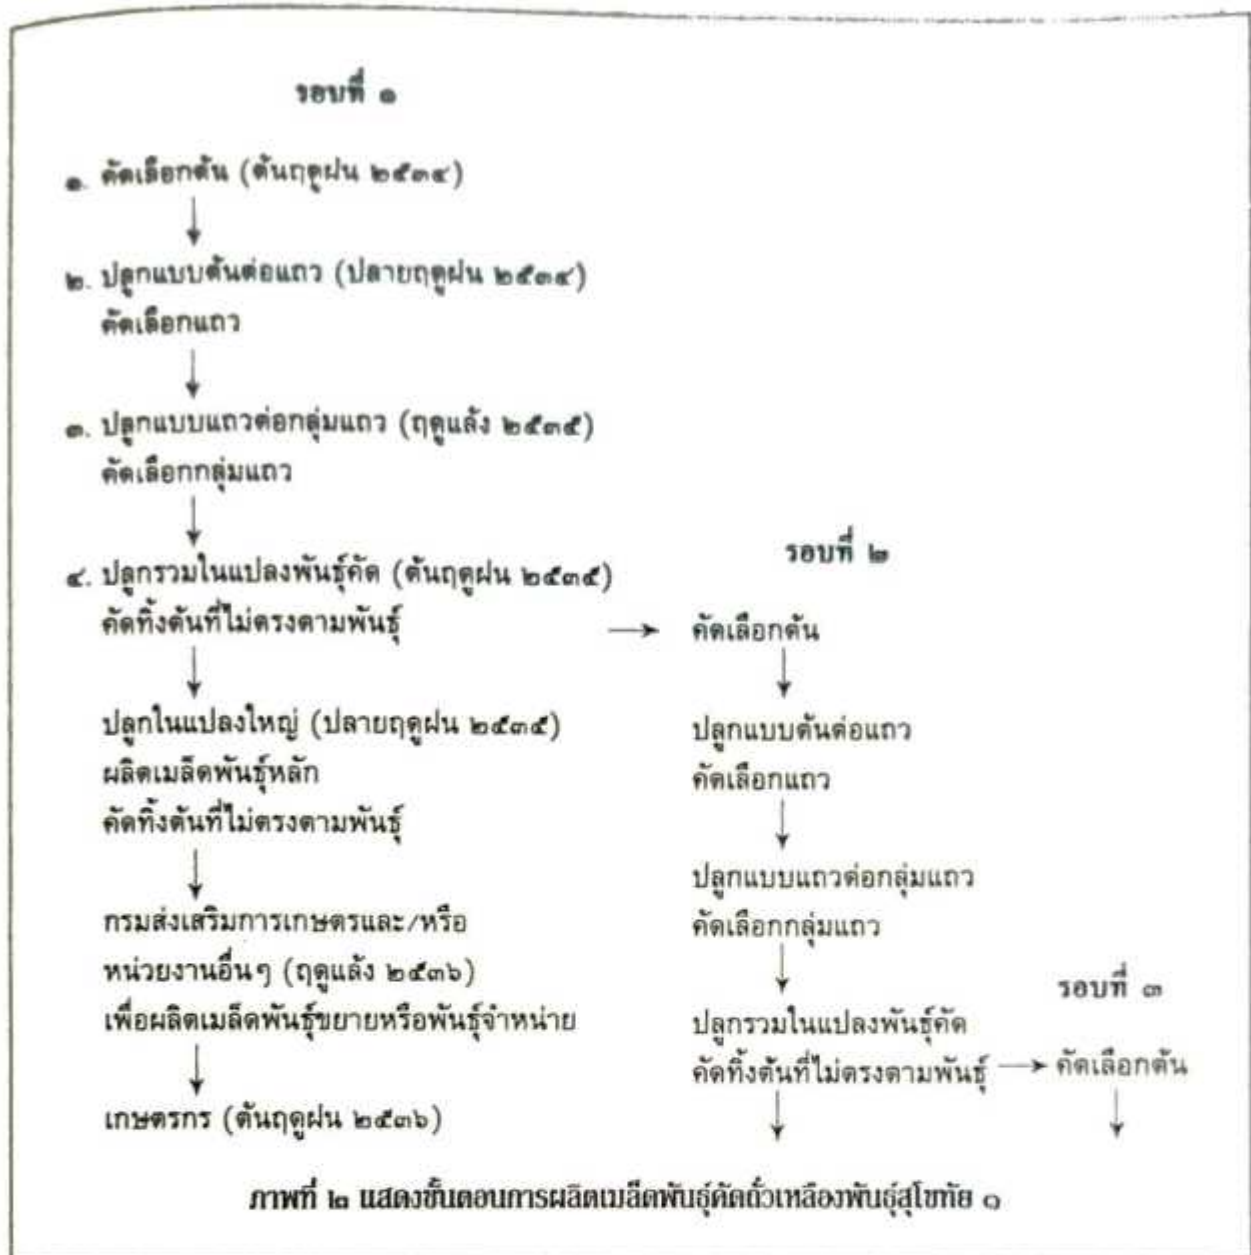 รอบที่ ๑
๑. คัดเลือกต้น (ต้นฤดูฝน ๒๕๓๔)
๒. ปลูกแบบต้นต่อแถว (ปลายฤดูฝน ๒๕๓๔)
คัดเลือกแถว
๓. ปลูกแบบแถวต่อกลุ่มแถว (ฤดูแล้ง ๒๕๓๕)
คัดเลือกกลุ่มแถว
๔. ปลูกรวมในแปลงพันธุ์คัด (ต้นฤดูฝน ๒๕๓๕)
คัดทิ้งต้นที่ไม่ตรงตามพันธุ์
ปลูกในแปลงใหญ่ (ปลายฤดูฝน ๒๕๓๕)
ผลิตเมล็ดพันธุ์หลัก
คัดทิ้งต้นที่ไม่ตรงตามพันธุ์
กรมส่งเสริมการเกษตรและ/หรือ
หน่วยงานอื่นๆ (ฤดูแล้ง ๒๕๓๖)
เพื่อผลิตเมล็ดพันธุ์ขยายหรือพันธุ์จำหน่าย
เกษตรกร (ต้นฤดูฝน ๒๕๓๖)
รอบที่ ๒
คัดเลือกต้น
ปลูกแบบต้นต่อแถว
คัดเลือกแถว
ปลูกแบบแถวต่อกลุ่มแถว
คัดเลือกกลุ่มแถว
ปลูกรวมในแปลงพันธุ์คัด
คัดทิ้งต้นที่ไม่ตรงตามพันธุ์
รอบที่ ๓
คัดเลือกต้น
ภาพที่ ๒ แสดงขั้นตอนการผลิตเมล็ดพันธุ์คัดถั่วเหลืองพันธุ์สุโขทัย ๑